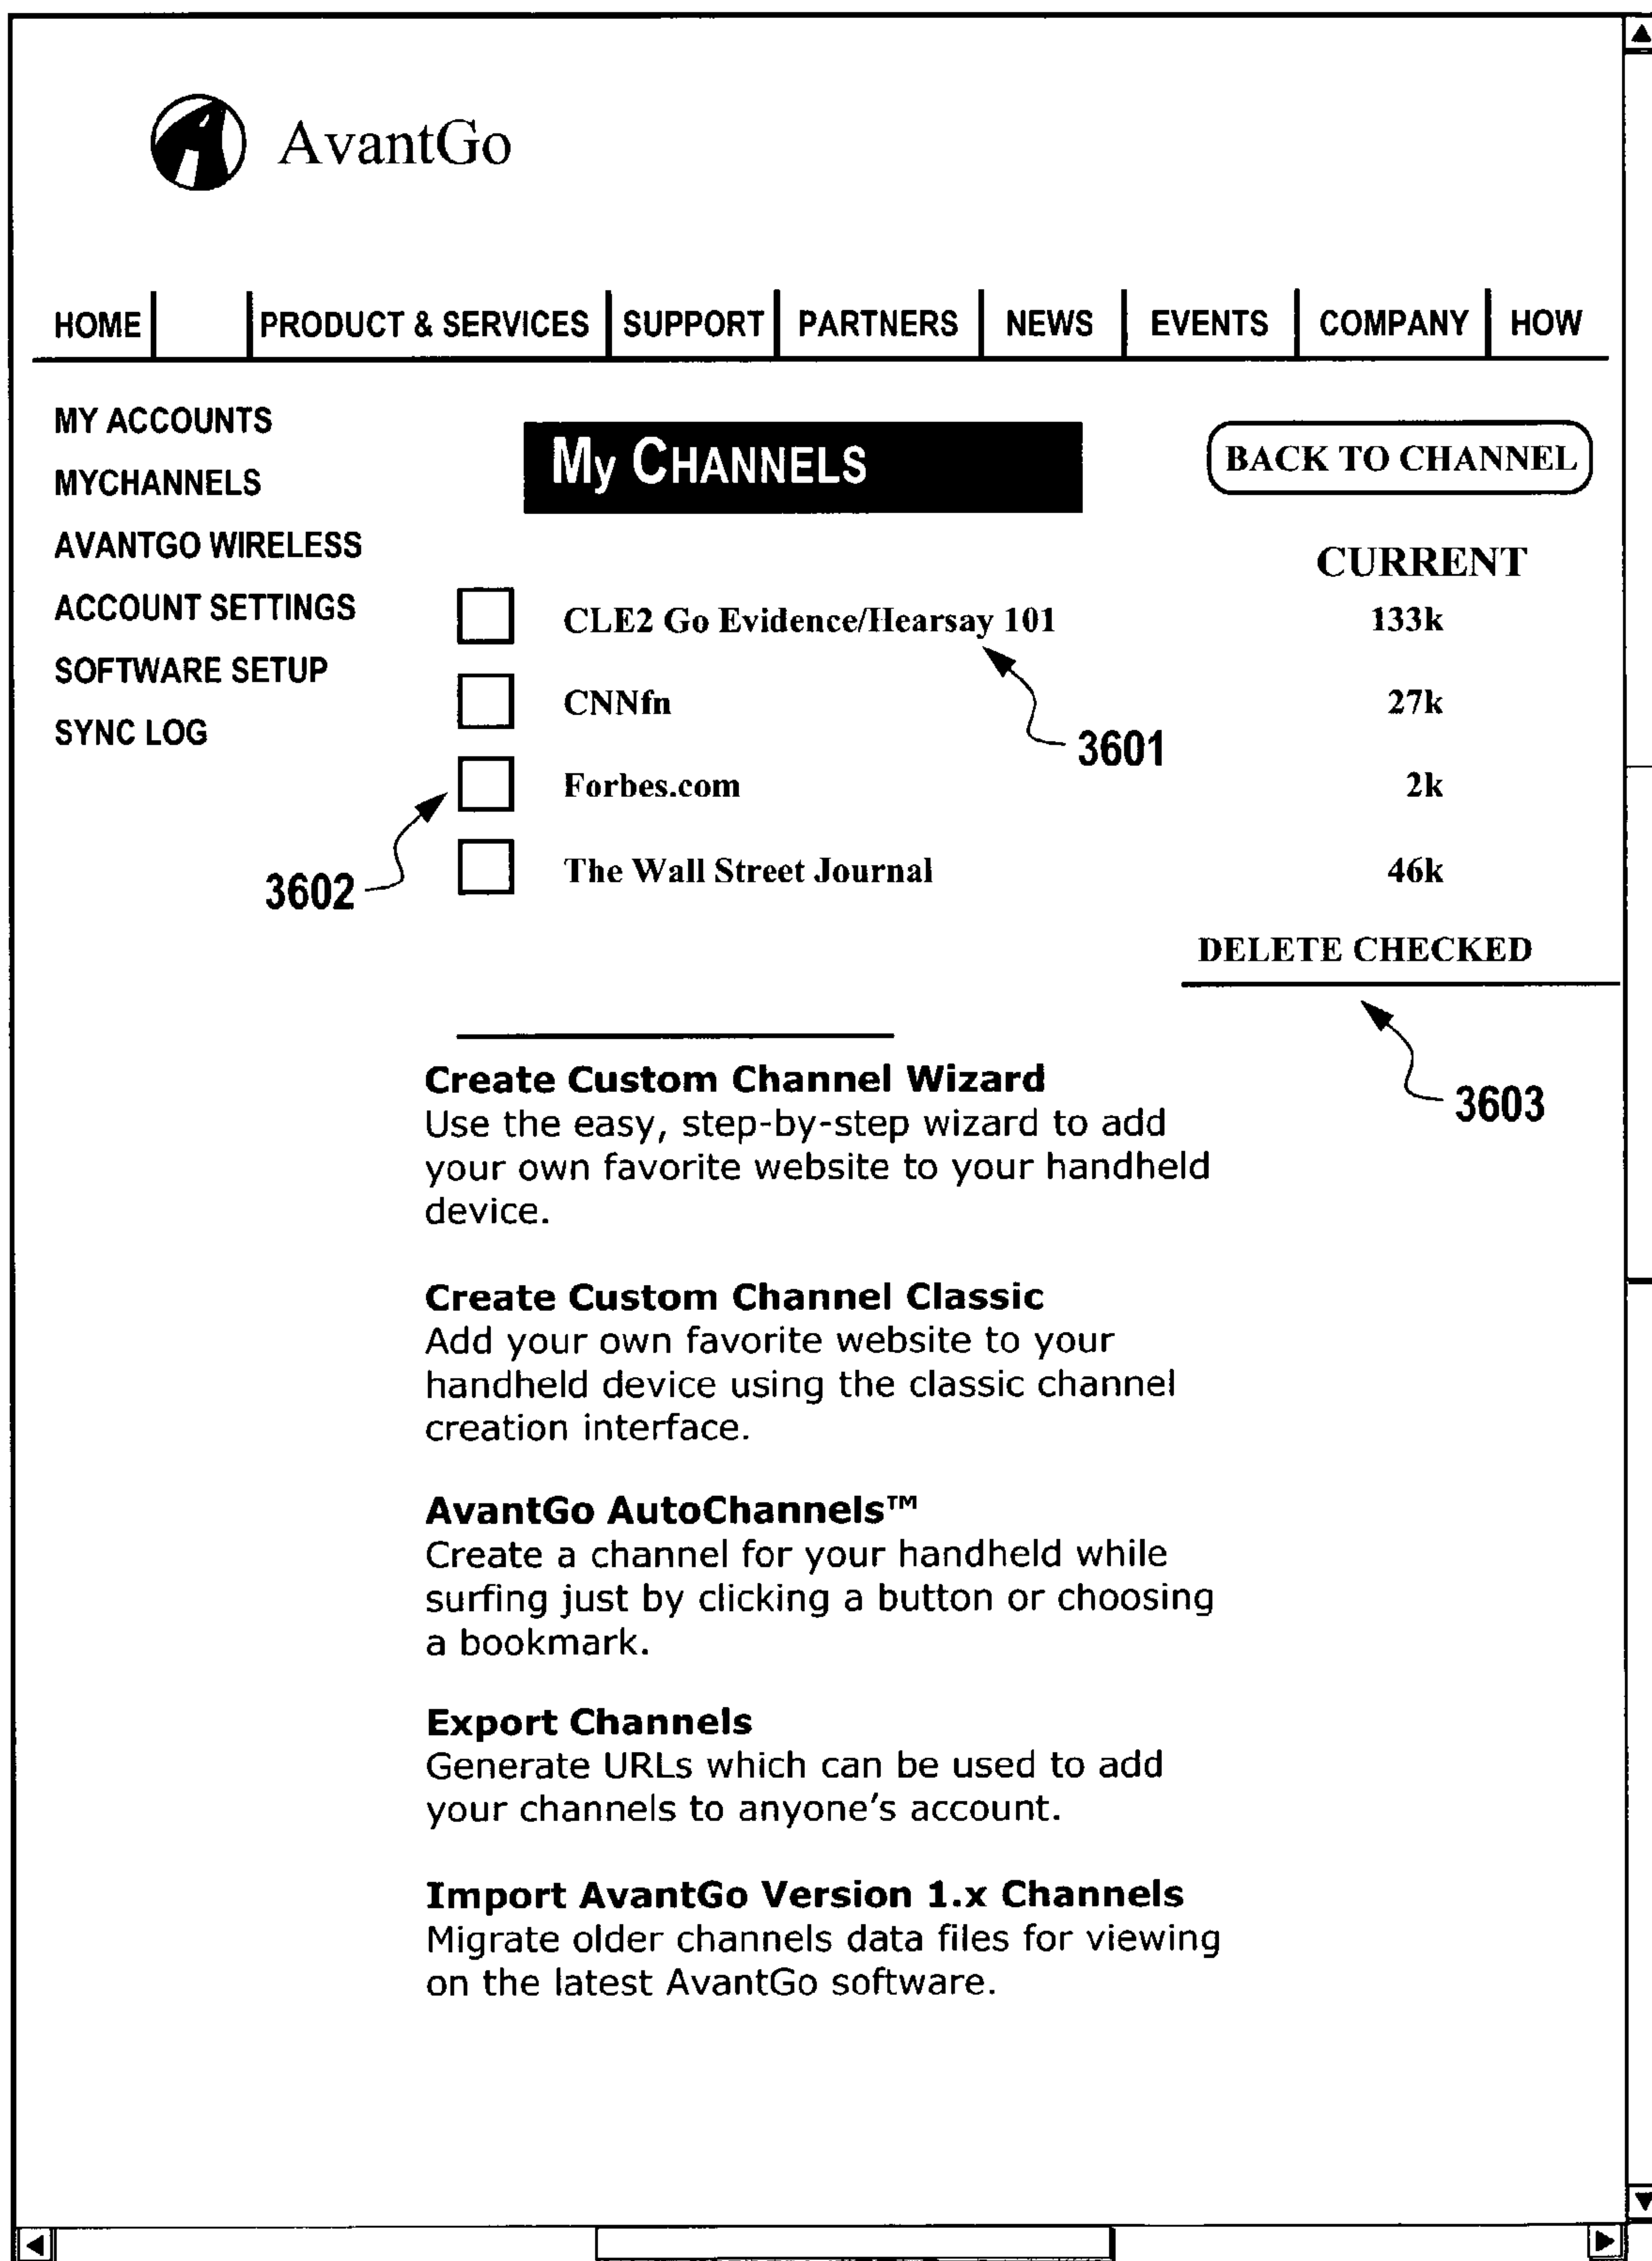 AvantGo
HOME PRODUCT & SERVICES SUPPORT PARTNERS NEWS EVENTS COMPANY HOW
MY ACCOUNTS
MYCHANNELS
AVANTGO WIRELESS
ACCOUNT SETTINGS
SOFTWARE SETUP
SYNC LOG
My CHANNELS
BACK TO CHANNEL
CURRENT
CLE2 Go Evidence/Hearsay 101 133k
CNNfn 27k
3601
Forbes.com 2k
The Wall Street Journal 46k
3602
DELETE CHECKED
3603
Create Custom Channel Wizard
Use the easy, step-by-step wizard to add
your own favorite website to your handheld
device.
Create Custom Channel Classic
Add your own favorite website to your
handheld device using the classic channel
creation interface.
AvantGo AutoChannels™
Create a channel for your handheld while
surfing just by clicking a button or choosing
a bookmark.
Export Channels
Generate URLs which can be used to add
your channels to anyone's account.
Import AvantGo Version 1.x Channels
Migrate older channels data files for viewing
on the latest AvantGo software.